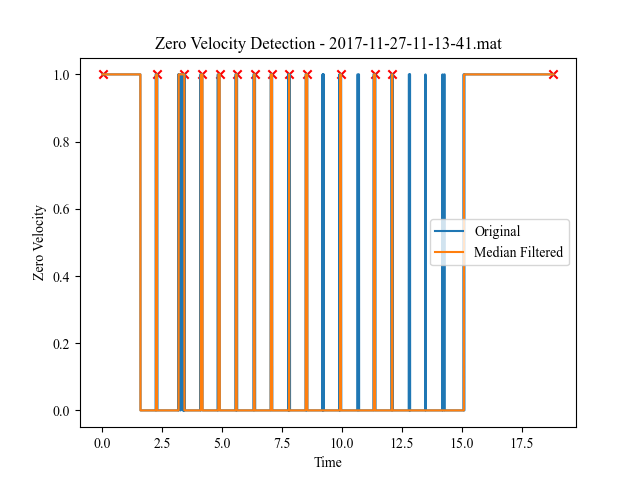 Zero Velocity Detection - 2017-11-27-11-13-41.mat
1.0
0.8
0.6
0.4
0.2
0.0
Zero Velocity
Original
Median Filtered
0.0 2.5 5.0 7.5 10.0 12.5 15.0 17.5
Time